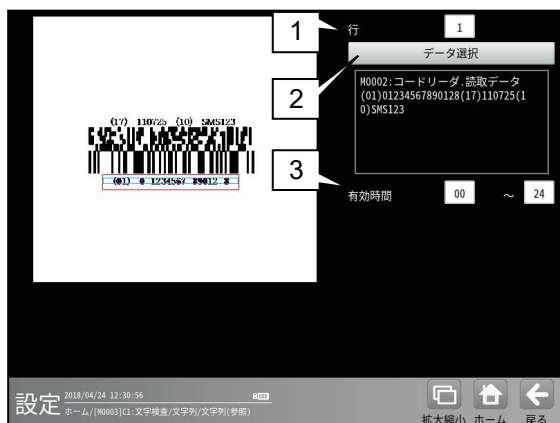 1
行
1
2
データ選択
M0002:コードリーダ.読取データ
(01)01234567890128(17)110725(1
0)SMS123
3
有効時間
00
～
24
(17) 110725 (10) SMS123
(01) 0 1234567 89012 8
設定
2018/04/24 12:30:56
ホーム/[M0003]C1:文字検査/文字列/文字列(参照)
拡大縮小
ホーム
戻る